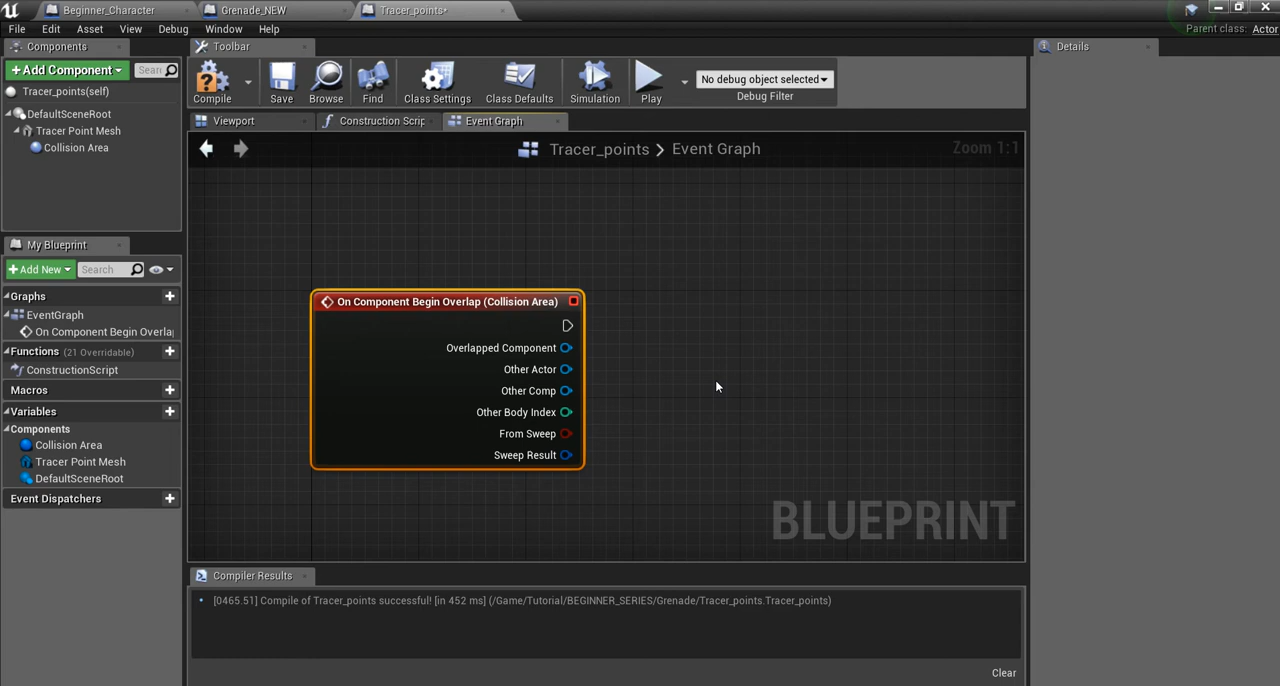 Beginner_Character
Grenade_NEW
Tracer_points*
File Edit Asset View Window Debug Help
Parent class: Actor
Components
+Add Component
Sear
Tracer_points(self)
DefaultSceneRoot
Tracer Point Mesh
Collision Area
Toolbar
Compile
Save
Browse
Find
Class Settings
Class Defaults
Simulation
Play
No debug object selected
Debug Filter
Details
Viewport
Construction Scrip
Event Graph
Tracer_points > Event Graph
Zoom 1:1
My Blueprint
+Add New
Search
Graphs
EventGraph
On Component Begin Overla
Functions (21 Overridable)
ConstructionScript
Macros
Variables
Components
Collision Area
Tracer Point Mesh
DefaultSceneRoot
Event Dispatchers
On Component Begin Overlap (Collision Area)
Overlapped Component
Other Actor
Other Comp
Other Body Index
From Sweep
Sweep Result
BLUEPRINT
Compiler Results
[0465.51] Compile of Tracer_points successful! [in 452 ms] (/Game/Tutorial/BEGINNER_SERIES/Grenade/Tracer_points.Tracer_points)
Clear